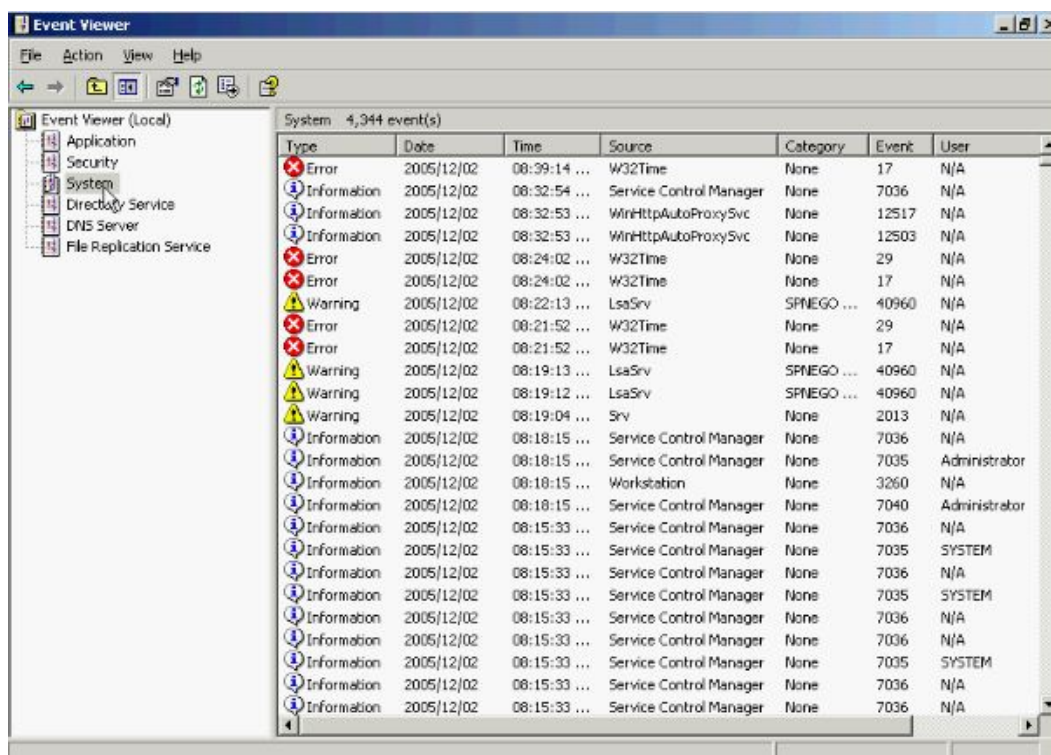 Event Viewer
File Action View Help
Event Viewer (Local)
Application
Security
System
Directory Service
DNS Server
File Replication Service
System 4,344 event(s)
Type Date Time Source Category Event User
Error 2005/12/02 08:39:14 ... W32Time None 17 N/A
Information 2005/12/02 08:32:54 ... Service Control Manager None 7036 N/A
Information 2005/12/02 08:32:53 ... WinHttpAutoProxySvc None 12517 N/A
Information 2005/12/02 08:32:53 ... WinHttpAutoProxySvc None 12503 N/A
Error 2005/12/02 08:24:02 ... W32Time None 29 N/A
Error 2005/12/02 08:24:02 ... W32Time None 17 N/A
Warning 2005/12/02 08:22:13 ... LsaSrv SPNEGO ... 40960 N/A
Error 2005/12/02 08:21:52 ... W32Time None 29 N/A
Error 2005/12/02 08:21:52 ... W32Time None 17 N/A
Warning 2005/12/02 08:19:13 ... LsaSrv SPNEGO ... 40960 N/A
Warning 2005/12/02 08:19:12 ... LsaSrv SPNEGO ... 40960 N/A
Warning 2005/12/02 08:19:04 ... Srv None 2013 N/A
Information 2005/12/02 08:18:15 ... Service Control Manager None 7036 N/A
Information 2005/12/02 08:18:15 ... Service Control Manager None 7035 Administrator
Information 2005/12/02 08:18:15 ... Workstation None 3260 N/A
Information 2005/12/02 08:18:15 ... Service Control Manager None 7040 Administrator
Information 2005/12/02 08:15:33 ... Service Control Manager None 7036 N/A
Information 2005/12/02 08:15:33 ... Service Control Manager None 7035 SYSTEM
Information 2005/12/02 08:15:33 ... Service Control Manager None 7036 N/A
Information 2005/12/02 08:15:33 ... Service Control Manager None 7035 SYSTEM
Information 2005/12/02 08:15:33 ... Service Control Manager None 7036 N/A
Information 2005/12/02 08:15:33 ... Service Control Manager None 7036 N/A
Information 2005/12/02 08:15:33 ... Service Control Manager None 7035 SYSTEM
Information 2005/12/02 08:15:33 ... Service Control Manager None 7036 N/A
Information 2005/12/02 08:15:33 ... Service Control Manager None 7036 N/A